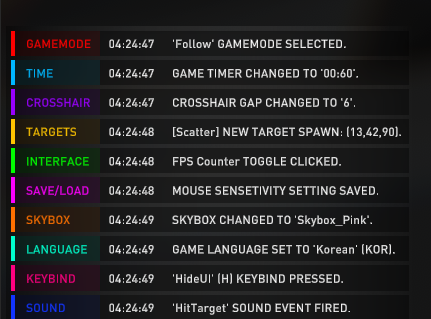 GAMEMODE 04:24:47 'Follow' GAMEMODE SELECTED.
TIME 04:24:47 GAME TIMER CHANGED TO '00:60'.
CROSSHAIR 04:24:47 CROSSHAIR GAP CHANGED TO '6'.
TARGETS 04:24:48 [Scatter] NEW TARGET SPAWN: (13,42,90).
INTERFACE 04:24:48 FPS Counter TOGGLE CLICKED.
SAVE/LOAD 04:24:48 MOUSE SENSETIVITY SETTING SAVED.
SKYBOX 04:24:49 SKYBOX CHANGED TO 'Skybox_Pink'.
LANGUAGE 04:24:49 GAME LANGUAGE SET TO 'Korean' (KOR).
KEYBIND 04:24:49 'HideUI' (H) KEYBIND PRESSED.
SOUND 04:24:49 'HitTarget' SOUND EVENT FIRED.